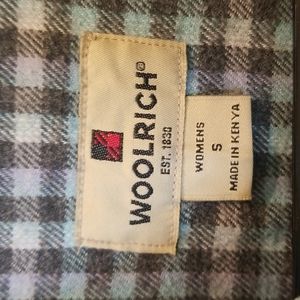 WOOLRICH®
EST. 1830
WOMENS
S
MADE IN KENYA